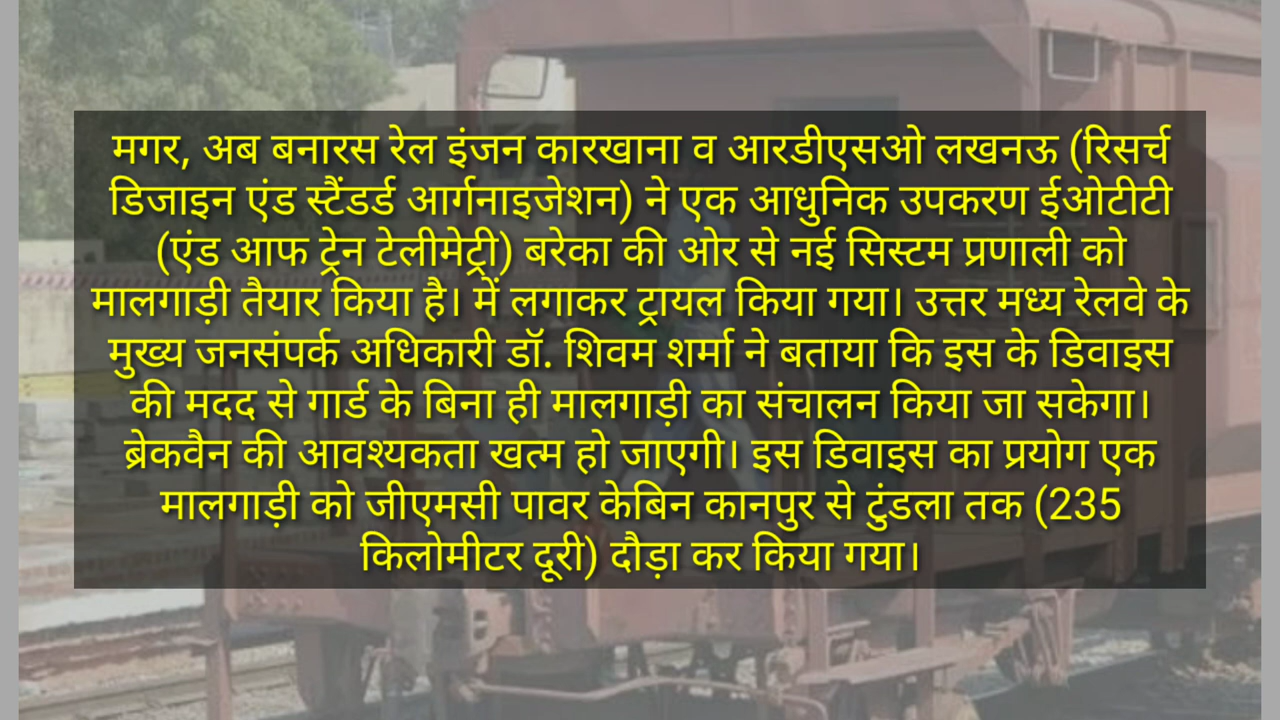 मगर, अब बनारस रेल इंजन कारखाना व आरडीएसओ लखनऊ (रिसर्च
डिजाइन एंड स्टैंडर्ड आर्गनाइजेशन) ने एक आधुनिक उपकरण ईओटीटी
(एंड आफ ट्रेन टेलीमेट्री) बरेका की ओर से नई सिस्टम प्रणाली को
मालगाड़ी तैयार किया है। में लगाकर ट्रायल किया गया। उत्तर मध्य रेलवे के
मुख्य जनसंपर्क अधिकारी डॉ. शिवम शर्मा ने बताया कि इस के डिवाइस
की मदद से गार्ड के बिना ही मालगाड़ी का संचालन किया जा सकेगा।
ब्रेकवैन की आवश्यकता खत्म हो जाएगी। इस डिवाइस का प्रयोग एक
मालगाड़ी को जीएमसी पावर केबिन कानपुर से टुंडला तक (235
किलोमीटर दूरी) दौड़ा कर किया गया।